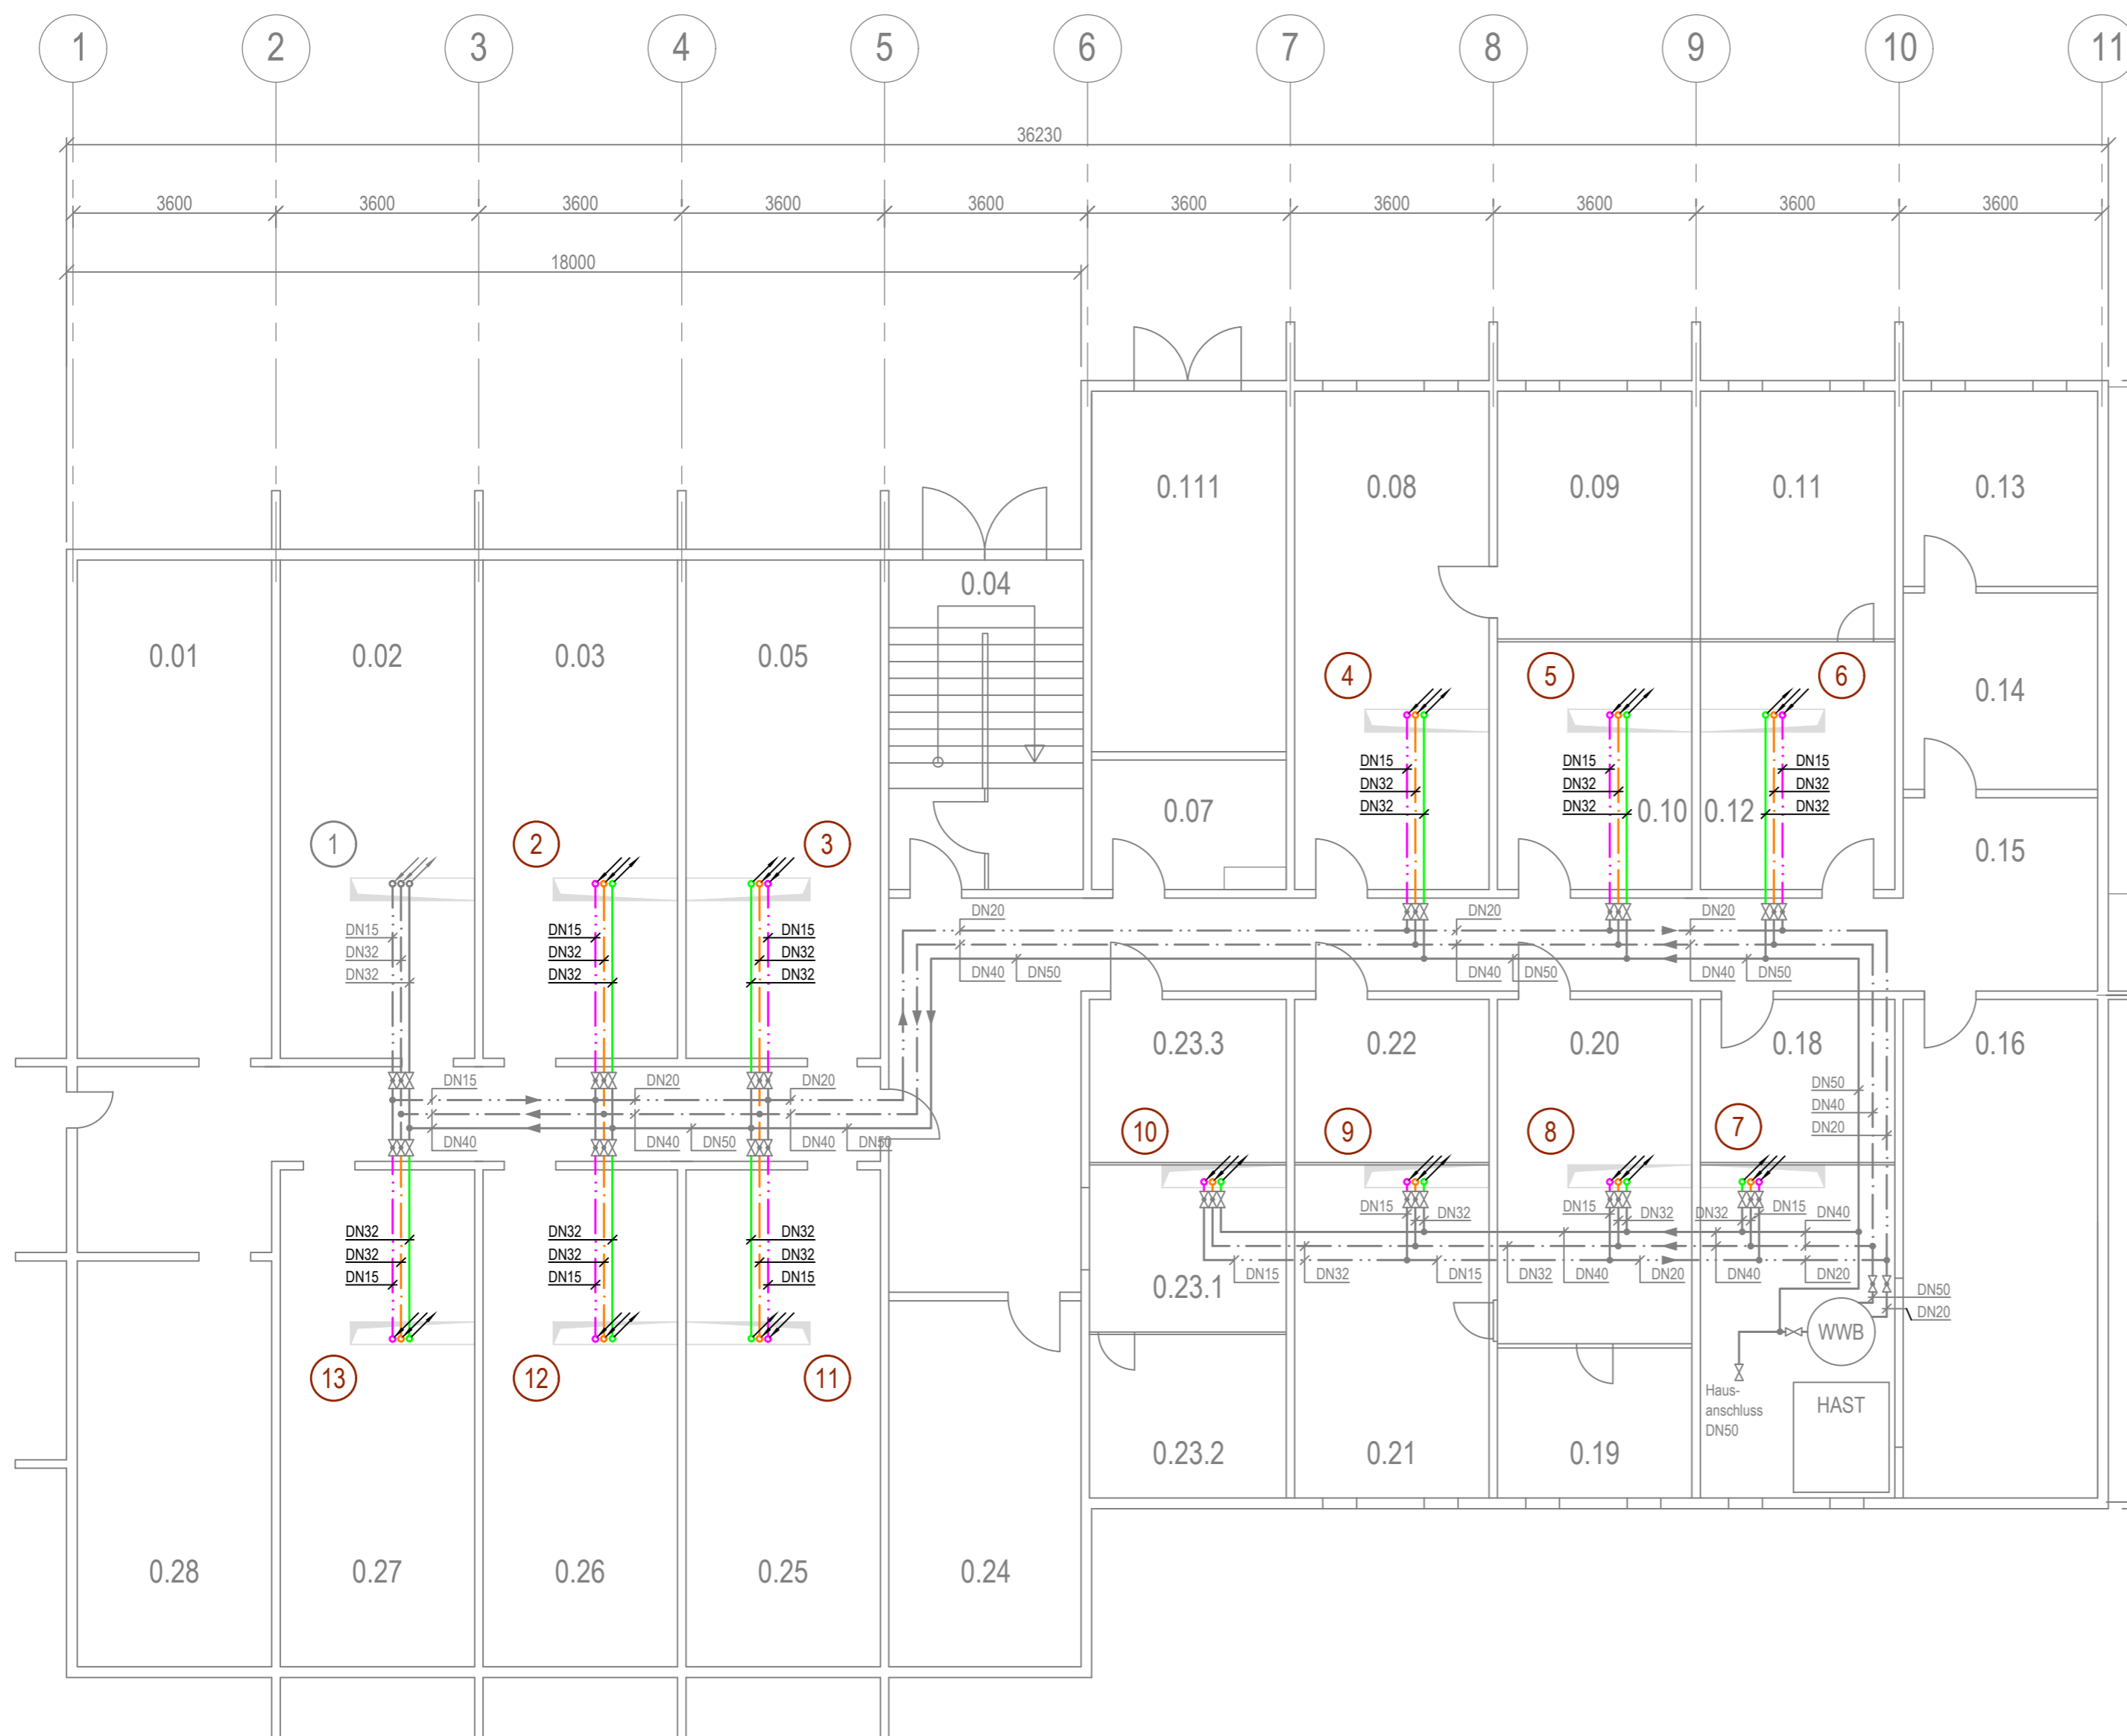 1 2 3 4 5 6 7 8 9 10 11
36230
3600 3600 3600 3600 3600 3600 3600 3600 3600 3600
18000
0.111 0.08 0.09 0.11 0.13
0.04
0.01 0.02 0.03 0.05
4 5 6
0.14
DN15 DN15 DN15
DN32 DN32 DN32
DN32 DN32 DN32
0.07 0.10 0.12
1 2 3
0.15
DN20 DN20 DN20
DN15 DN15 DN15
DN32 DN32 DN32
DN32 DN32 DN32
DN40 DN50 DN40 DN50 DN40 DN50
0.23.3 0.22 0.20 0.18 0.16
DN15 DN20 DN20
DN50
DN40
DN20
10 9 8 7
DN40 DN40 DN50 DN40 DN50
DN15 DN32 DN15 DN32 DN32 DN15 DN40
DN32 DN32 DN32
DN32 DN32 DN32
DN15 DN15 DN15
DN15 DN32 DN15 DN32 DN40 DN20 DN40 DN20
0.23.1
DN50
DN20
WWB
13 12 11
Haus-
anschluss
DN50
HAST
0.23.2 0.21 0.19
0.28 0.27 0.26 0.25 0.24